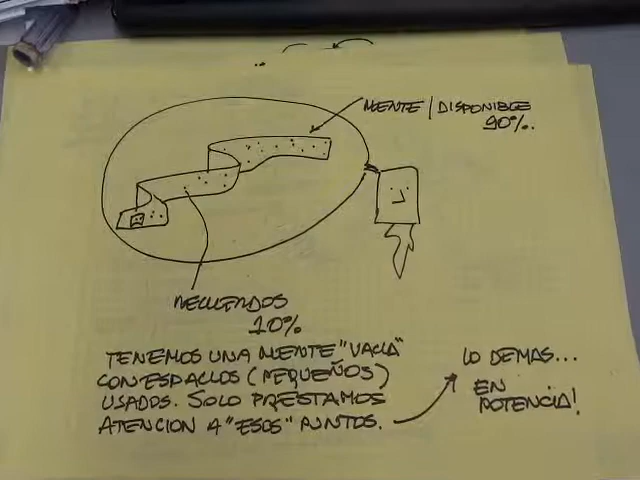 MENTE / DISPONIBLE
90%.
RECUERDOS
10%
TENEMOS UNA MENTE "VACIA"
CON ESPACIOS (PEQUEÑOS)
USADOS. SOLO PRESTAMOS
ATENCION A "ESOS" PUNTOS.
LO DEMAS...
EN
POTENCIA!